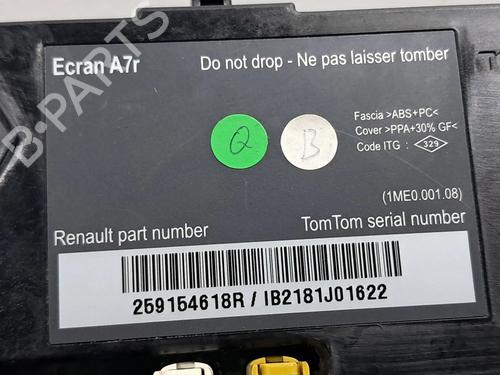 Ecran A7r
Do not drop - Ne pas laisser tomber
Q
B
Fascia >ABS+PC<
Cover >PPA+30% GF<
Code ITG : 329
(1ME0.001.08)
Renault part number
TomTom serial number
259154618R / IB2181J01622
B-PARTS